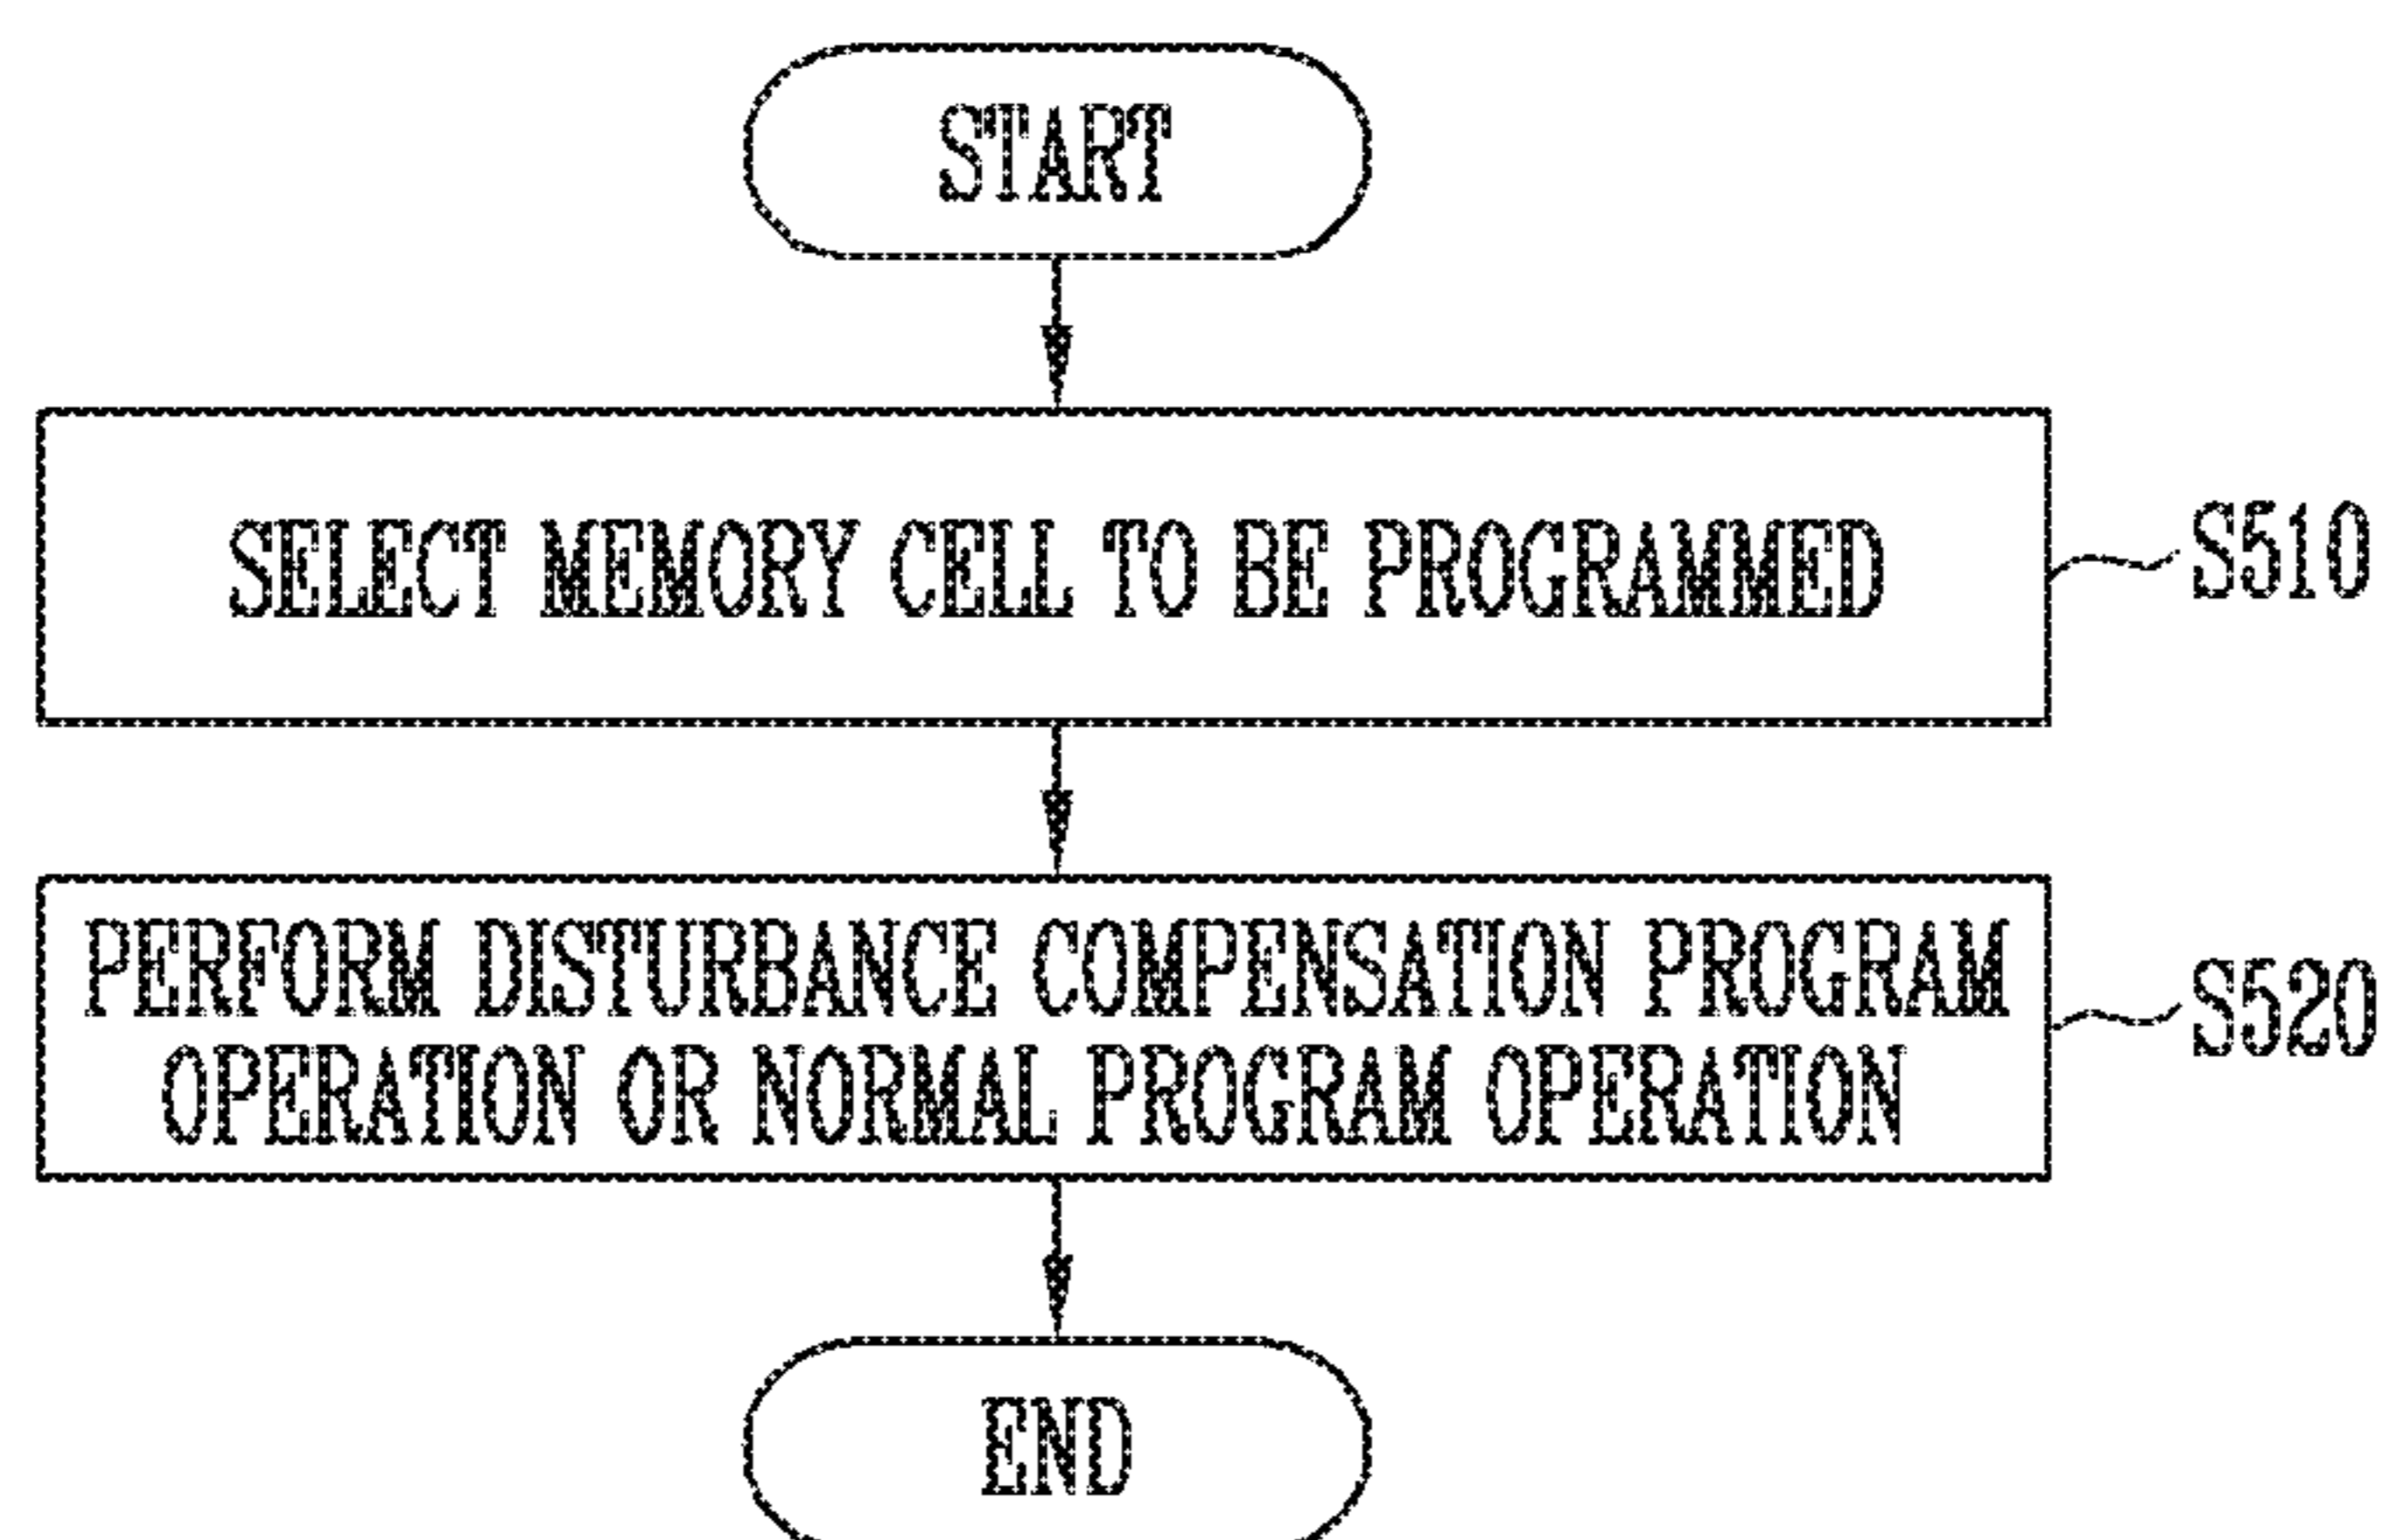 START
SELECT MEMORY CELL TO BE PROGRAMMED
S510
PERFORM DISTURBANCE COMPENSATION PROGRAM
OPERATION OR NORMAL PROGRAM OPERATION
S520
END